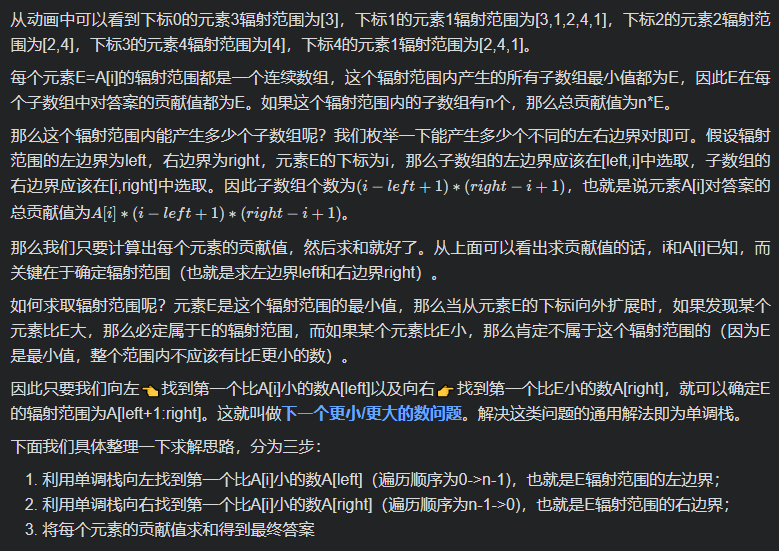 从动画中可以看到下标0的元素3辐射范围为[3]，下标1的元素1辐射范围为[3,1,2,4,1]，下标2的元素2辐射范
围为[2,4]，下标3的元素4辐射范围为[4]，下标4的元素1辐射范围为[2,4,1]。
每个元素E=A[i]的辐射范围都是一个连续数组，这个辐射范围内产生的所有子数组最小值都为E，因此E在每
个子数组中对答案的贡献值都为E。如果这个辐射范围内的子数组有n个，那么总贡献值为n*E。
那么这个辐射范围内能产生多少个子数组呢？我们枚举一下能产生多少个不同的左右边界对即可。假设辐
射范围的左边界为left，右边界为right，元素E的下标为i，那么子数组的左边界应该在[left,i]中选取，子数组的
右边界应该在[i,right]中选取。因此子数组个数为(i − left + 1) * (right − i + 1)，也就是说元素A[i]对答案的
总贡献值为A[i] * (i − left + 1) * (right − i + 1)。
那么我们只要计算出每个元素的贡献值，然后求和就好了。从上面可以看出求贡献值的话，i和A[i]已知，而
关键在于确定辐射范围（也就是求左边界left和右边界right）。
如何求取辐射范围呢？元素E是这个辐射范围的最小值，那么当从元素E的下标i向外扩展时，如果发现某个
元素比E大，那么必定属于E的辐射范围，而如果某个元素比E小，那么肯定不属于这个辐射范围的（因为E
是最小值，整个范围内不应该有比E更小的数）。
因此只要我们向左👈找到第一个比A[i]小的数A[left]以及向右👉找到第一个比E小的数A[right]，就可以确定E
的辐射范围为A[left+1:right]。这就叫做下一个更小/更大的数问题。解决这类问题的通用解法即为单调栈。
下面我们具体整理一下求解思路，分为三步：
1. 利用单调栈向左找到第一个比A[i]小的数A[left]（遍历顺序为0->n-1)，也就是E辐射范围的左边界；
2. 利用单调栈向右找到第一个比A[i]小的数A[right]（遍历顺序为n-1->0)，也就是E辐射范围的右边界；
3. 将每个元素的贡献值求和得到最终答案